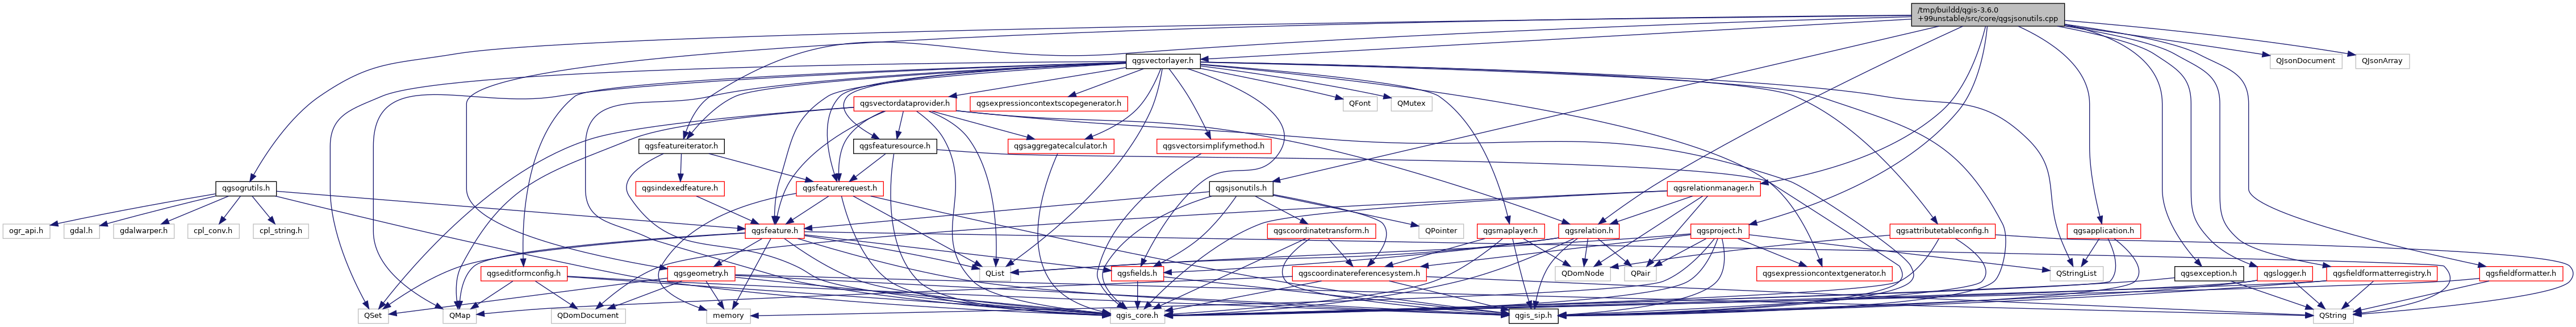 /tmp/buildd/qgis-3.6.0
+99unstable/src/core/qgsjsonutils.cpp
qgsvectorlayer.h
QJsonDocument
QJsonArray
qgsvectordataprovider.h
qgsexpressioncontextscopegenerator.h
QFont
QMutex
qgsfeatureiterator.h
qgsfeaturesource.h
qgsaggregatecalculator.h
qgsvectorsimplifymethod.h
qgsogrutils.h
qgsindexedfeature.h
qgsfeaturerequest.h
qgsjsonutils.h
qgsrelationmanager.h
ogr_api.h
gdal.h
gdalwarper.h
cpl_conv.h
cpl_string.h
qgsfeature.h
qgscoordinatetransform.h
QPointer
qgsmaplayer.h
qgsrelation.h
qgsproject.h
qgsattributetableconfig.h
qgsapplication.h
qgseditformconfig.h
qgsgeometry.h
QList
qgsfields.h
qgscoordinatereferencesystem.h
QDomNode
QPair
qgsexpressioncontextgenerator.h
QStringList
qgsexception.h
qgslogger.h
qgsfieldformatterregistry.h
qgsfieldformatter.h
QSet
QMap
QDomDocument
memory
qgis_core.h
qgis_sip.h
QString